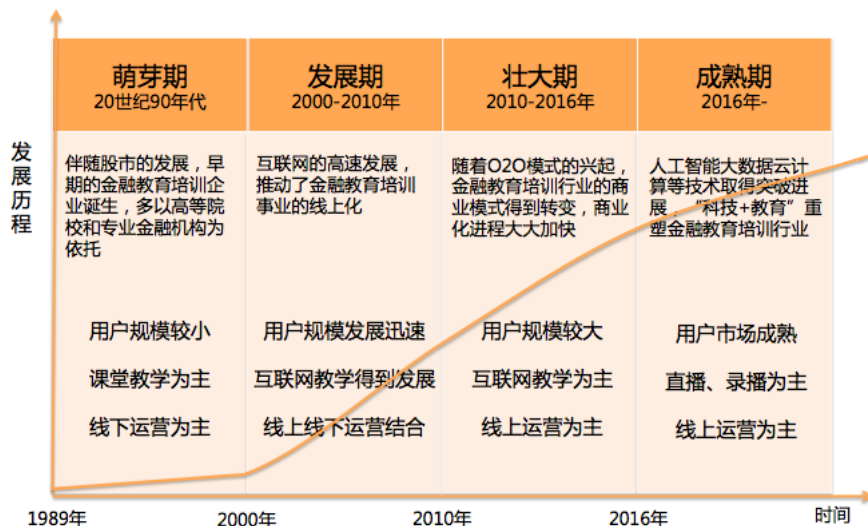 萌芽期
20世纪90年代
发展期
2000-2010年
壮大期
2010-2016年
成熟期
2016年-
发展历程
伴随股市的发展，早
期的金融教育培训企
业诞生，多以高等院
校和专业金融机构为
依托
互联网的高速发展，
推动了金融教育培训
事业的线上化
随着O2O模式的兴起，
金融教育培训行业的商
业模式得到转变，商业
化进程大大加快
人工智能大数据云计
算等技术取得突破进
展，“科技+教育”重
塑金融教育培训行业
用户规模较小
课堂教学为主
线下运营为主
用户规模发展迅速
互联网教学得到发展
线上线下运营结合
用户规模较大
互联网教学为主
线上运营为主
用户市场成熟
直播、录播为主
线上运营为主
1989年
2000年
2010年
2016年
时间